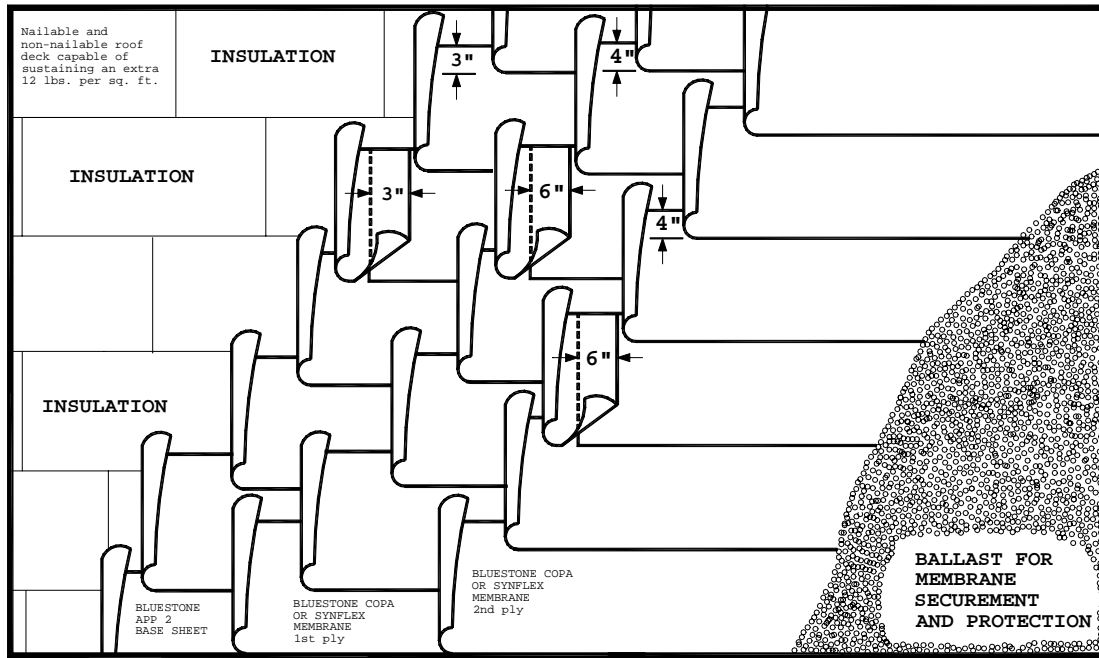 Nailable and
non-nailable roof
deck capable of
sustaining an extra
12 lbs. per sq. ft.
INSULATION
3"
4"
INSULATION
3"
6"
4"
6"
INSULATION
BLUESTONE
APP 2
BASE SHEET
BLUESTONE COPA
OR SYNFLEX
MEMBRANE
1st ply
BLUESTONE COPA
OR SYNFLEX
MEMBRANE
2nd ply
BALLAST FOR
MEMBRANE
SECUREMENT
AND PROTECTION